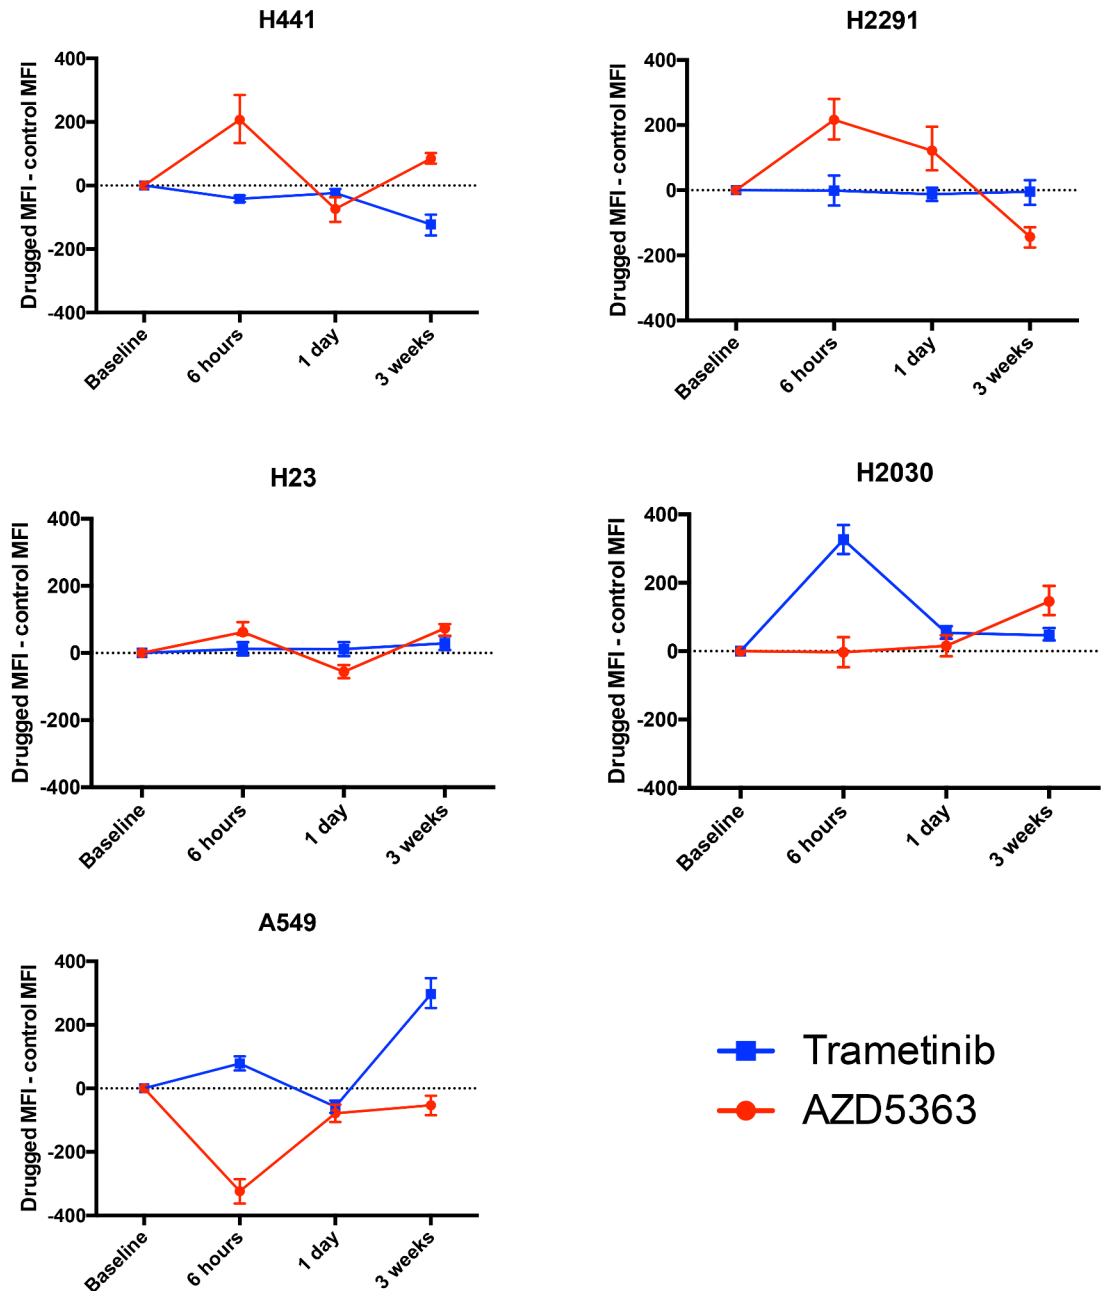 H441
Drugged MFI - control MFI
400
200
0
-200
-400
Baseline
6 hours
1 day
3 weeks
H2291
Drugged MFI - control MFI
400
200
0
-200
-400
Baseline
6 hours
1 day
3 weeks
H23
Drugged MFI - control MFI
400
200
0
-200
-400
Baseline
6 hours
1 day
3 weeks
H2030
Drugged MFI - control MFI
400
200
0
-200
-400
Baseline
6 hours
1 day
3 weeks
A549
Drugged MFI - control MFI
400
200
0
-200
-400
Baseline
6 hours
1 day
3 weeks
Trametinib
AZD5363